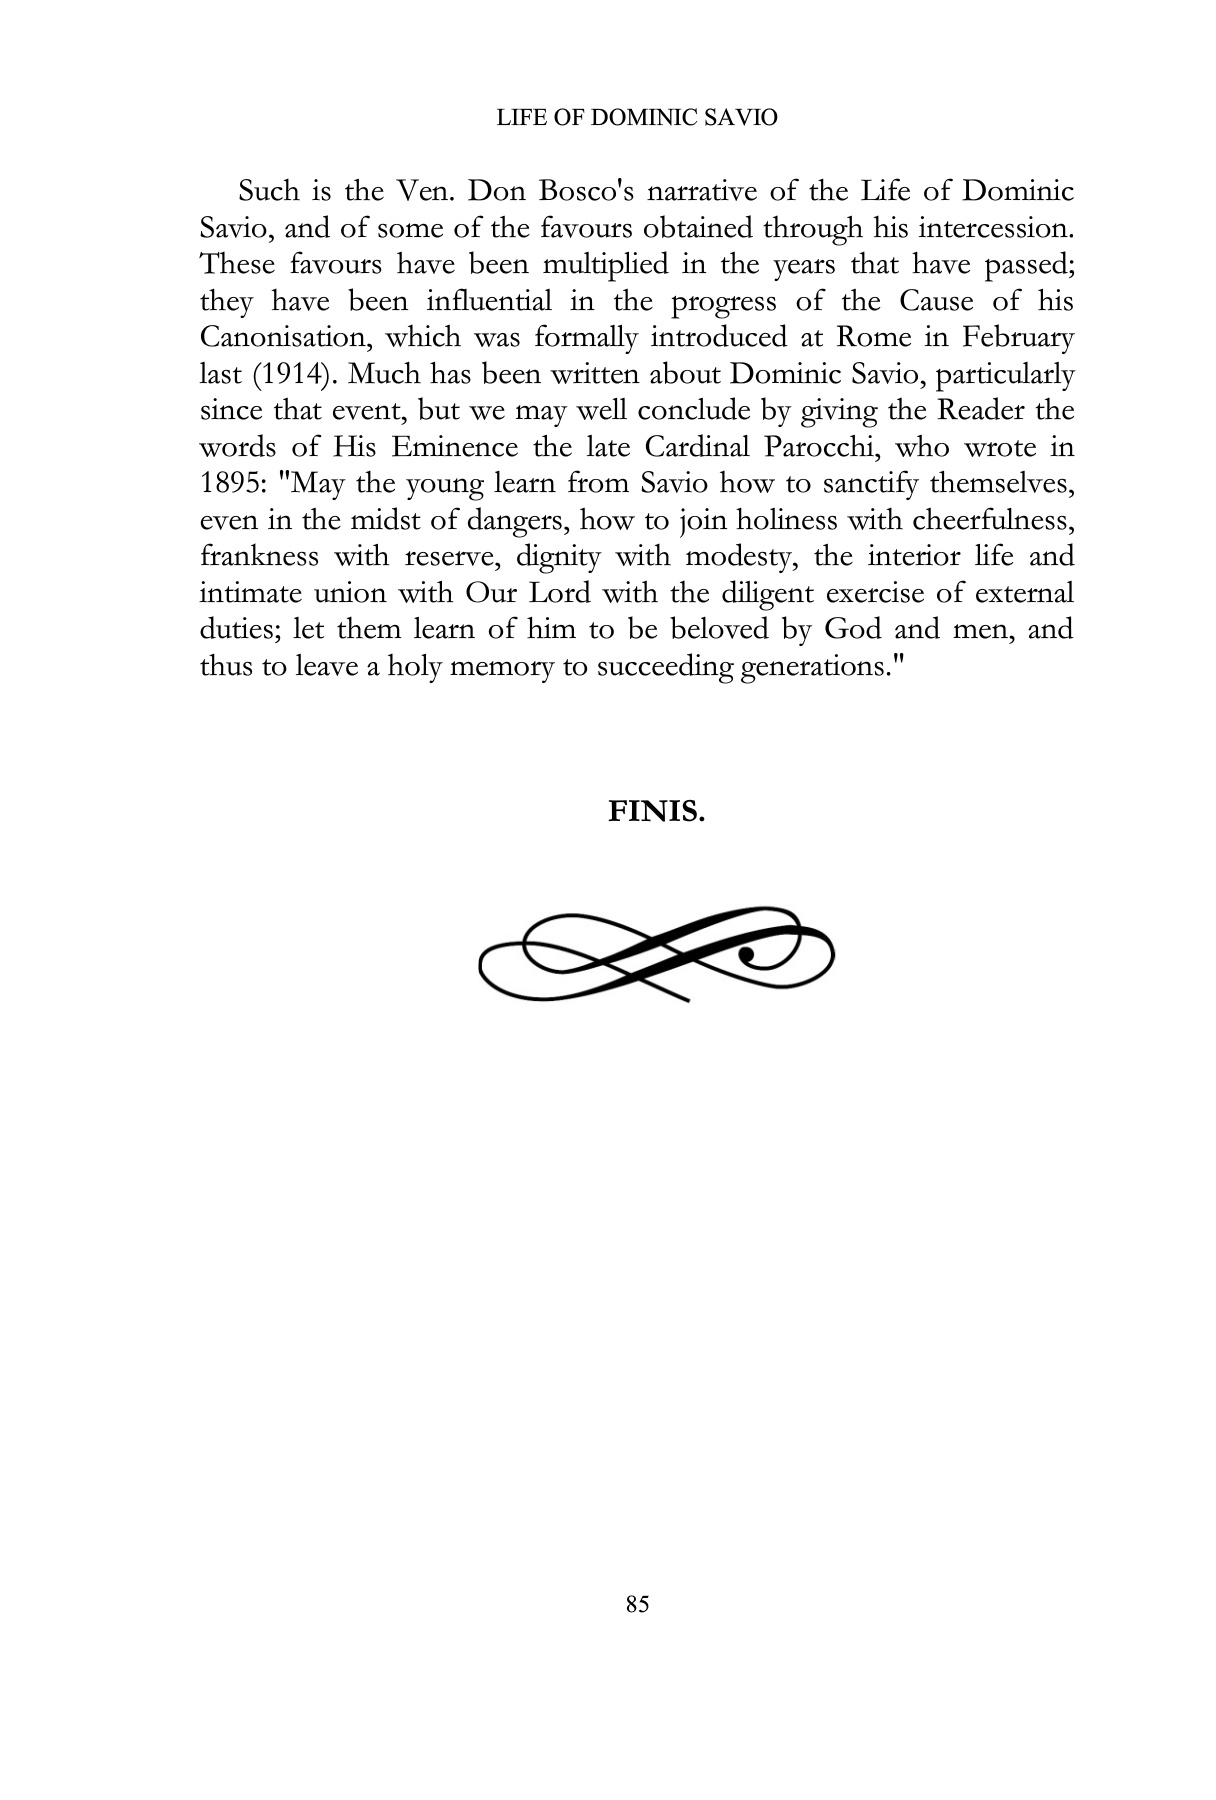 LIFE OF DOMINIC SAVIO
Such is the Ven. Don Bosco's narrative of the Life of Dominic
Savio, and of some of the favours obtained through his intercession.
These favours have been multiplied in the years that have passed;
they have been influential in the progress of the Cause of his
Canonisation, which was formally introduced at Rome in February
last (1914). Much has been written about Dominic Savio, particularly
since that event, but we may well conclude by giving the Reader the
words of His Eminence the late Cardinal Parocchi, who wrote in
1895: "May the young learn from Savio how to sanctify themselves,
even in the midst of dangers, how to join holiness with cheerfulness,
frankness with reserve, dignity with modesty, the interior life and
intimate union with Our Lord with the diligent exercise of external
duties; let them learn of him to be beloved by God and men, and
thus to leave a holy memory to succeeding generations."
FINIS.
85